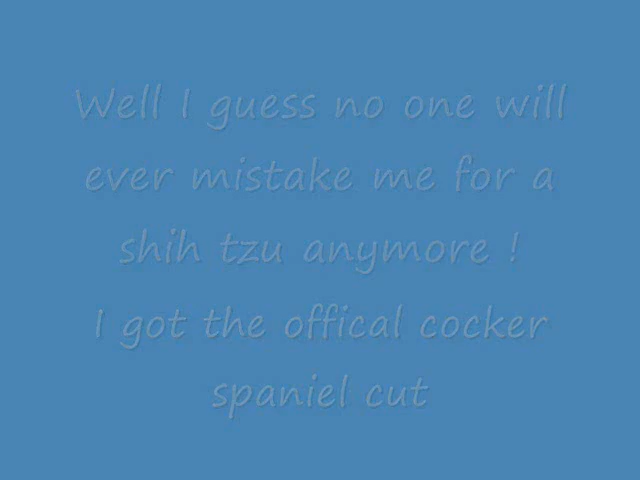 Well I guess no one will
ever mistake me for a
shih tzu anymore !
I got the offical cocker
spaniel cut